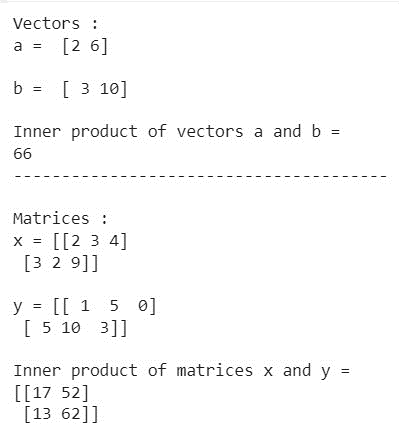 Vectors :
a =  [2 6]
b =  [ 3 10]
Inner product of vectors a and b =
66
---------------------------------------
Matrices :
x = [[2 3 4]
 [3 2 9]]
y = [[ 1  5  0]
 [ 5 10  3]]
Inner product of matrices x and y =
[[17 52]
 [13 62]]